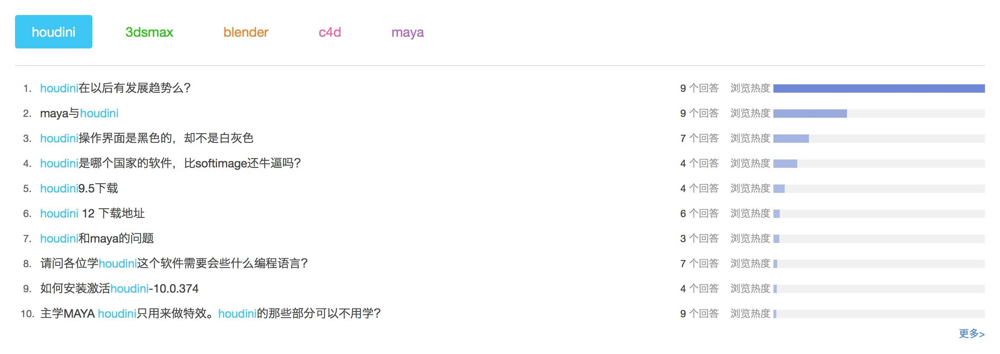 houdini 3dsmax blender c4d maya
1. houdini在以后有发展趋势么? 9 个回答 浏览热度
2. maya与houdini 9 个回答 浏览热度
3. houdini操作界面是黑色的，却不是白灰色 7 个回答 浏览热度
4. houdini是哪个国家的软件，比softimage还牛逼吗? 4 个回答 浏览热度
5. houdini9.5下载 4 个回答 浏览热度
6. houdini 12 下载地址 6 个回答 浏览热度
7. houdini和maya的问题 3 个回答 浏览热度
8. 请问各位学houdini这个软件需要会些什么编程语言? 7 个回答 浏览热度
9. 如何安装激活houdini-10.0.374 4 个回答 浏览热度
10. 主学MAYA houdini只用来做特效。houdini的那些部分可以不用学? 9 个回答 浏览热度
更多>